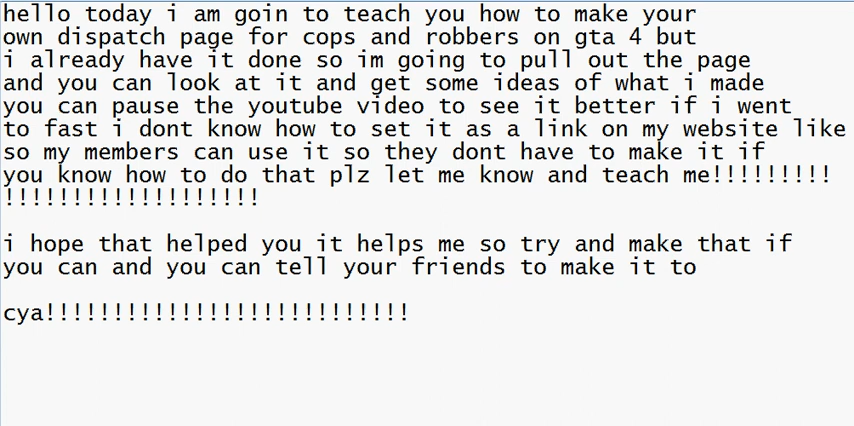 hello today i am goin to teach you how to make your
own dispatch page for cops and robbers on gta 4 but
i already have it done so im going to pull out the page
and you can look at it and get some ideas of what i made
you can pause the youtube video to see it better if i went
to fast i dont know how to set it as a link on my website like
so my members can use it so they dont have to make it if
you know how to do that plz let me know and teach me!!!!!!!!!
!!!!!!!!!!!!!!!!!!!
i hope that helped you it helps me so try and make that if
you can and you can tell your friends to make it to
cya!!!!!!!!!!!!!!!!!!!!!!!!!!!